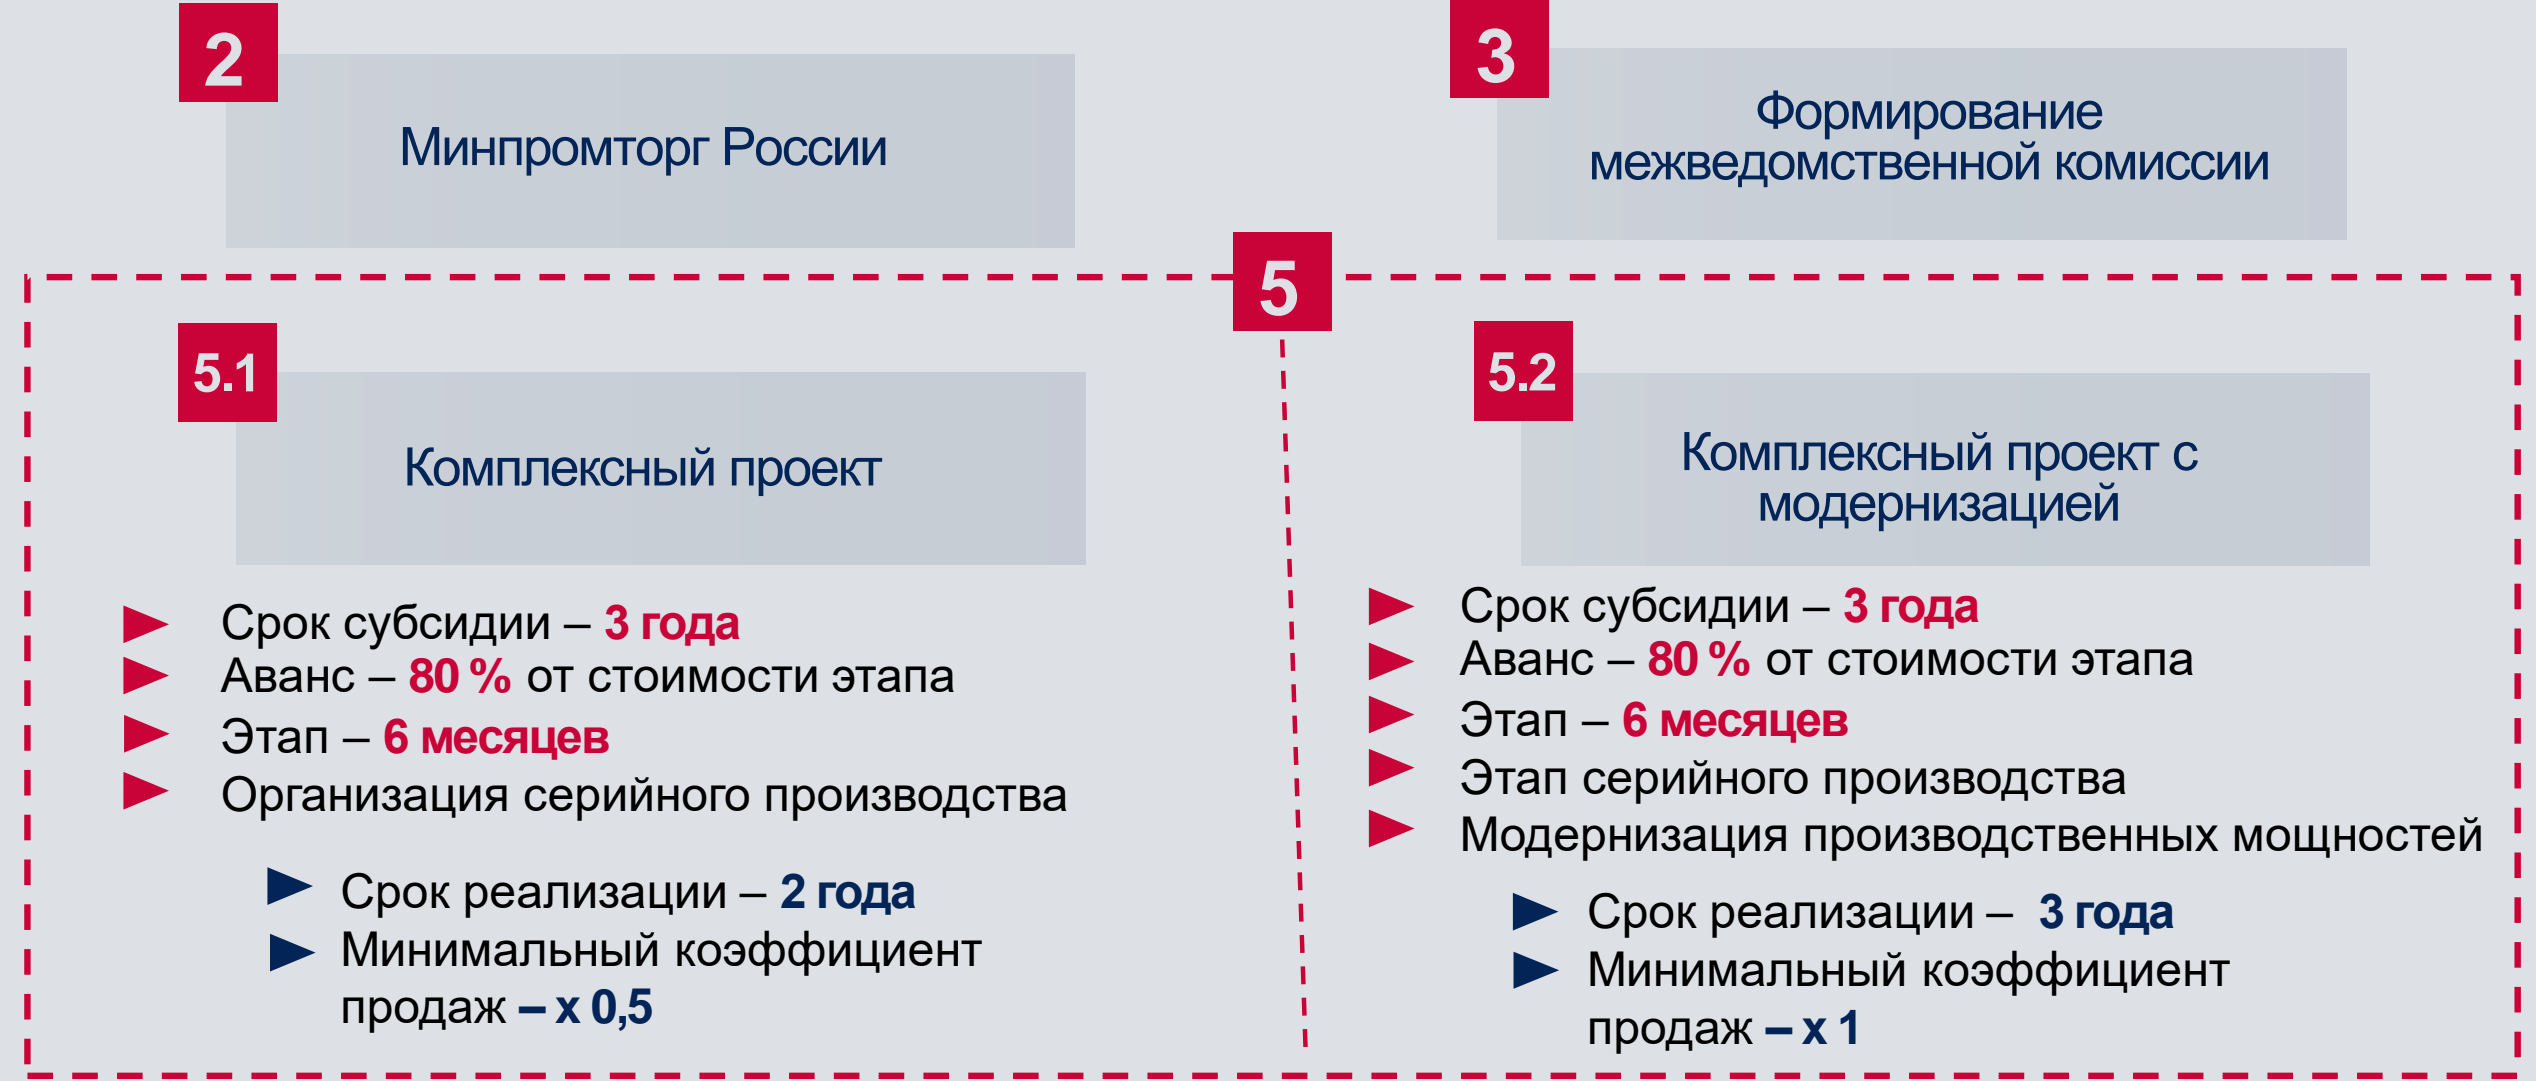 2
Минпромторг России
3
Формирование
межведомственной комиссии
5
5.1
Комплексный проект
Срок субсидии – 3 года
Аванс – 80 % от стоимости этапа
Этап – 6 месяцев
Организация серийного производства
Срок реализации – 2 года
Минимальный коэффициент
продаж – х 0,5
5.2
Комплексный проект с
модернизацией
Срок субсидии – 3 года
Аванс – 80 % от стоимости этапа
Этап – 6 месяцев
Этап серийного производства
Модернизация производственных мощностей
Срок реализации – 3 года
Минимальный коэффициент
продаж – х 1